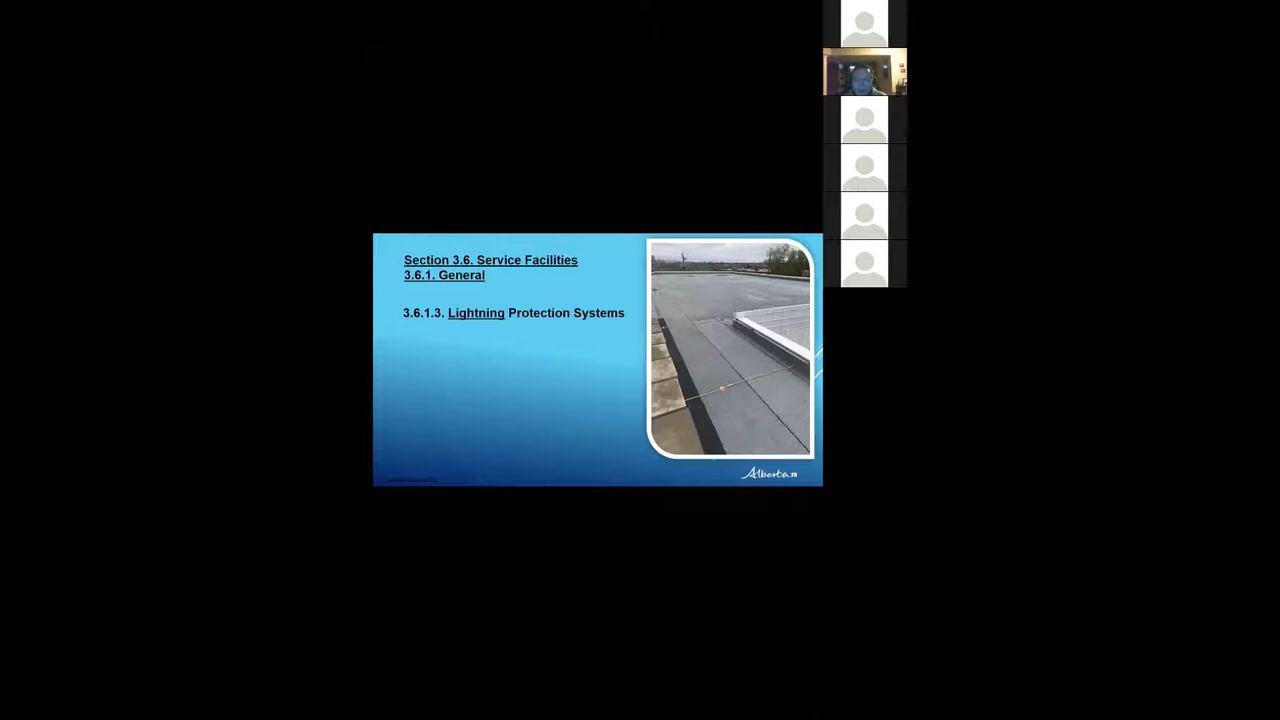 Section 3.6. Service Facilities
3.6.1. General
3.6.1.3. Lightning Protection Systems
Alberta